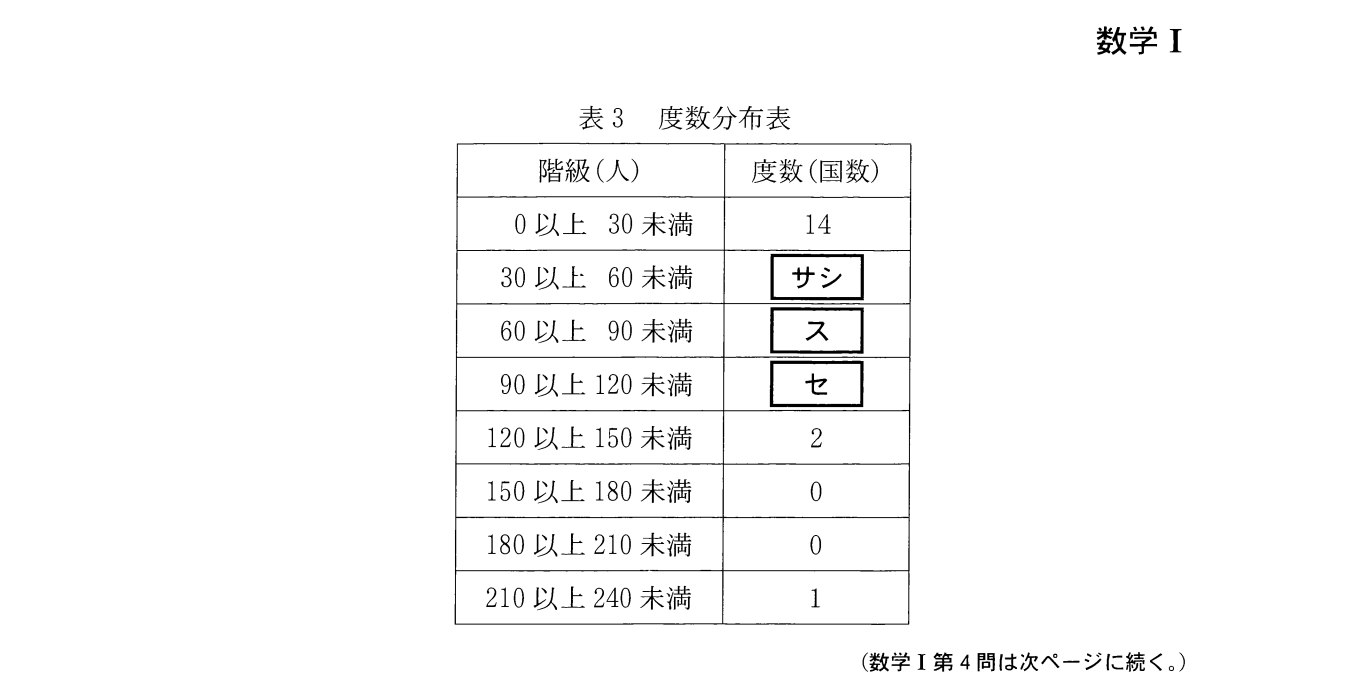 数学 I
表 3 度数分布表
階級(人) 度数(国数)
0 以上 30 未満 14
30 以上 60 未満 サシ
60 以上 90 未満 ス
90 以上 120 未満 セ
120 以上 150 未満 2
150 以上 180 未満 0
180 以上 210 未満 0
210 以上 240 未満 1
(数学 I 第 4 問は次ページに続く。)